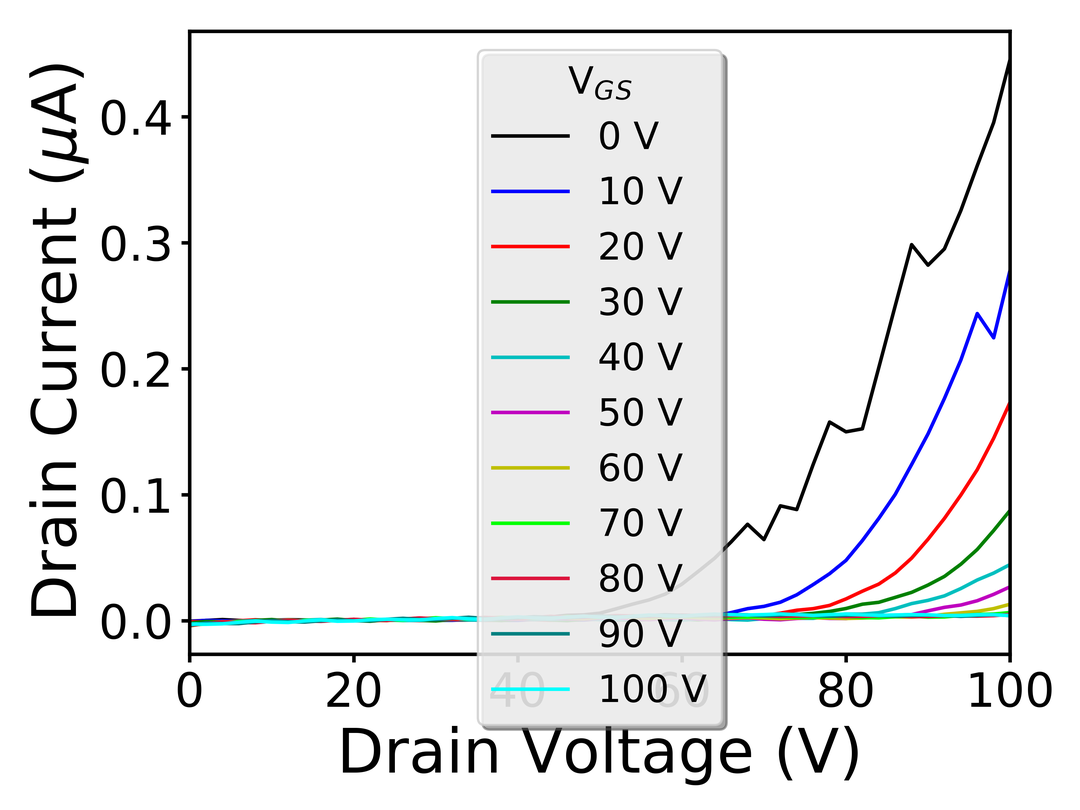 Drain Current (μA)
0.4
0.3
0.2
0.1
0.0
V_GS
0 V
10 V
20 V
30 V
40 V
50 V
60 V
70 V
80 V
90 V
100 V
0 20 40 60 80 100
Drain Voltage (V)